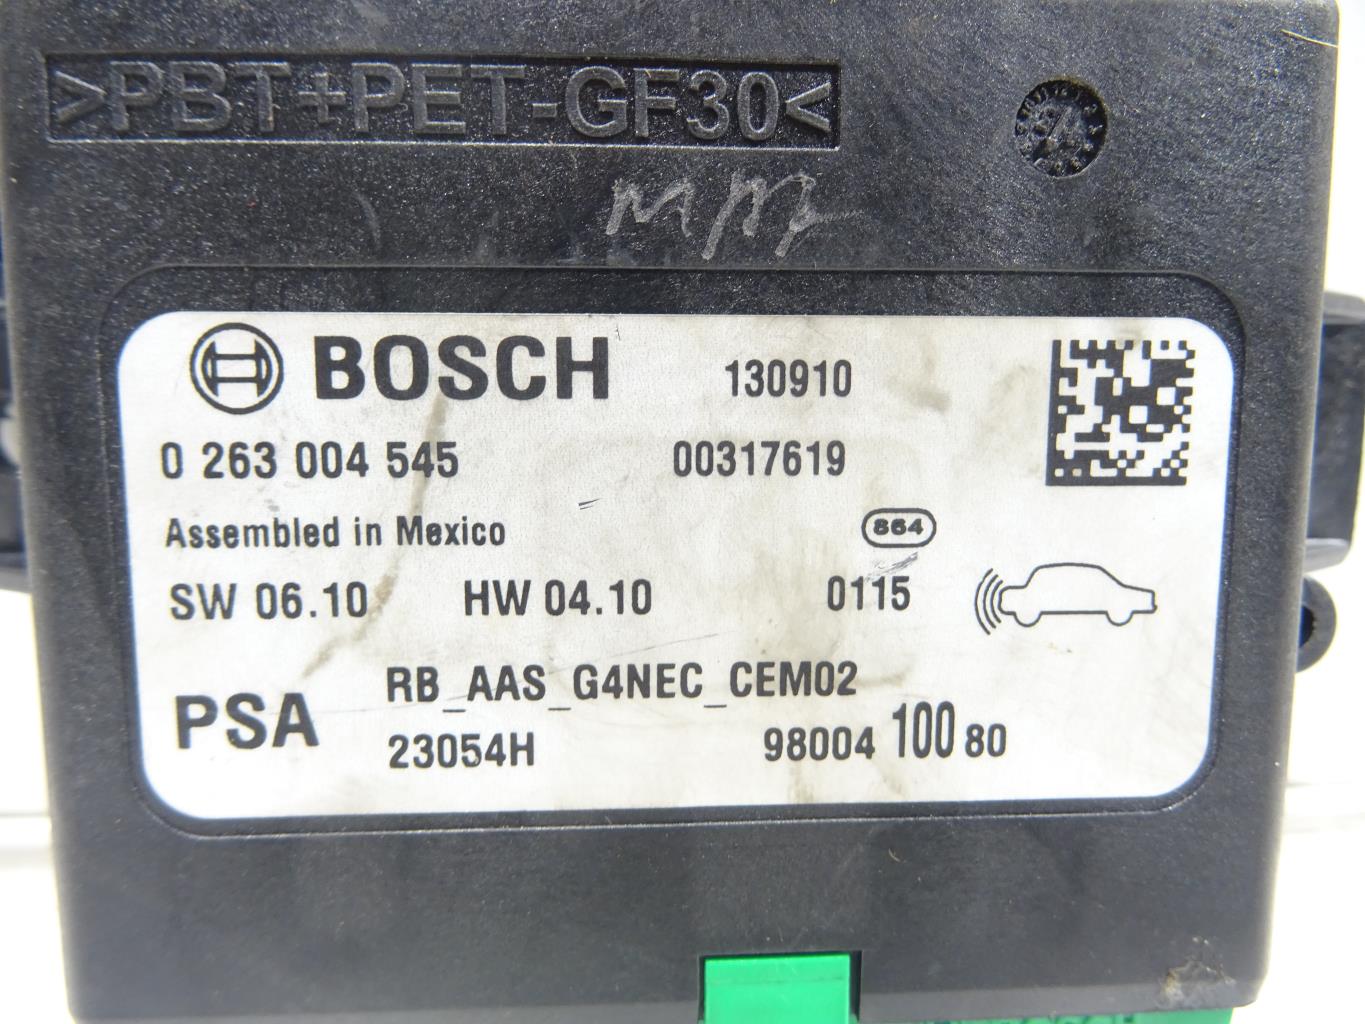 >PBT+PET-GF30<
BOSCH 130910
0 263 004 545 00317619
Assembled in Mexico 864
SW 06.10 HW 04.10 0115
RB_AAS_G4NEC_CEM02
PSA 23054H 98004 100 80